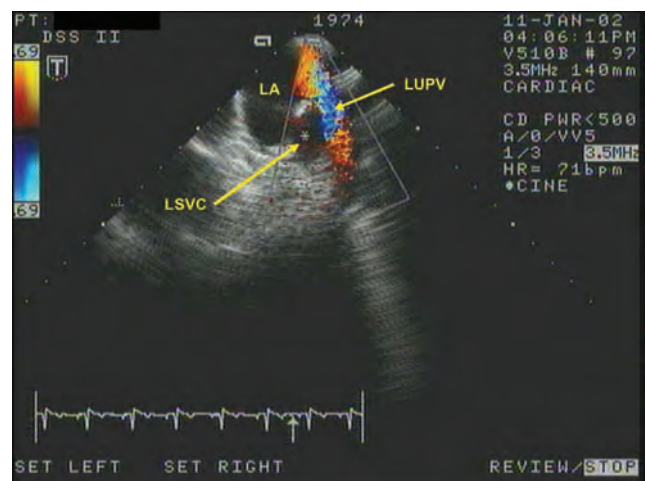 PT: 1974 11-JAN-02
DSS II 04:06:11PM
.69 V510B # 97
T 3.5MHz 140mm
CARDIAC
LA LUPV
CD PWR<500
A/0/VV5
1/3 3.5MHz
HR= 71bpm
CINE
LSVC
.69
SET LEFT SET RIGHT REVIEW/STOP